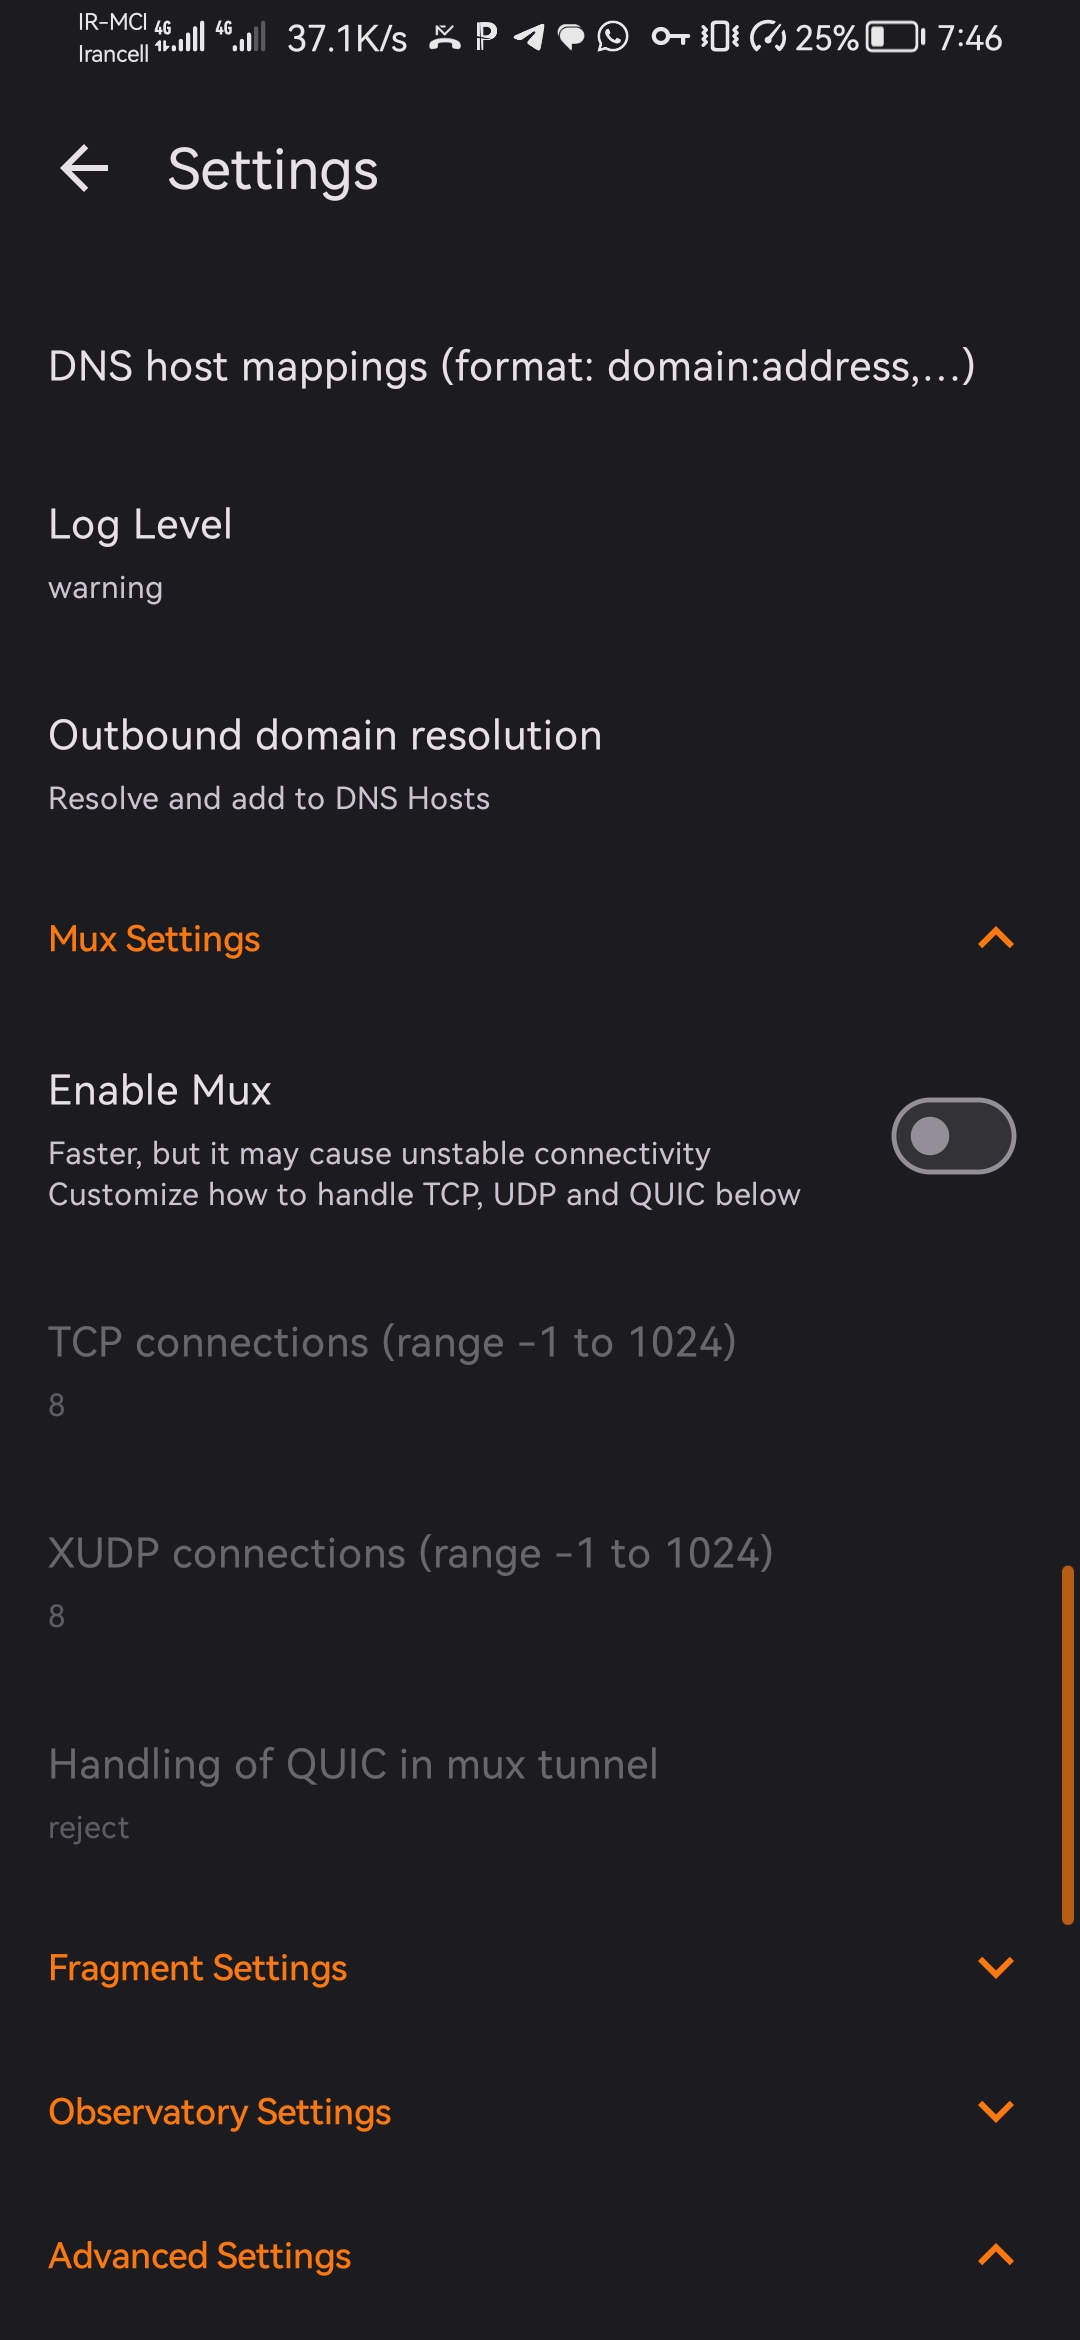 IR-MCI
Irancell
4G 4G 37.1K/s 25% 7:46
Settings
DNS host mappings (format: domain:address,…)
Log Level
warning
Outbound domain resolution
Resolve and add to DNS Hosts
Mux Settings
Enable Mux
Faster, but it may cause unstable connectivity
Customize how to handle TCP, UDP and QUIC below
TCP connections (range -1 to 1024)
8
XUDP connections (range -1 to 1024)
8
Handling of QUIC in mux tunnel
reject
Fragment Settings
Observatory Settings
Advanced Settings